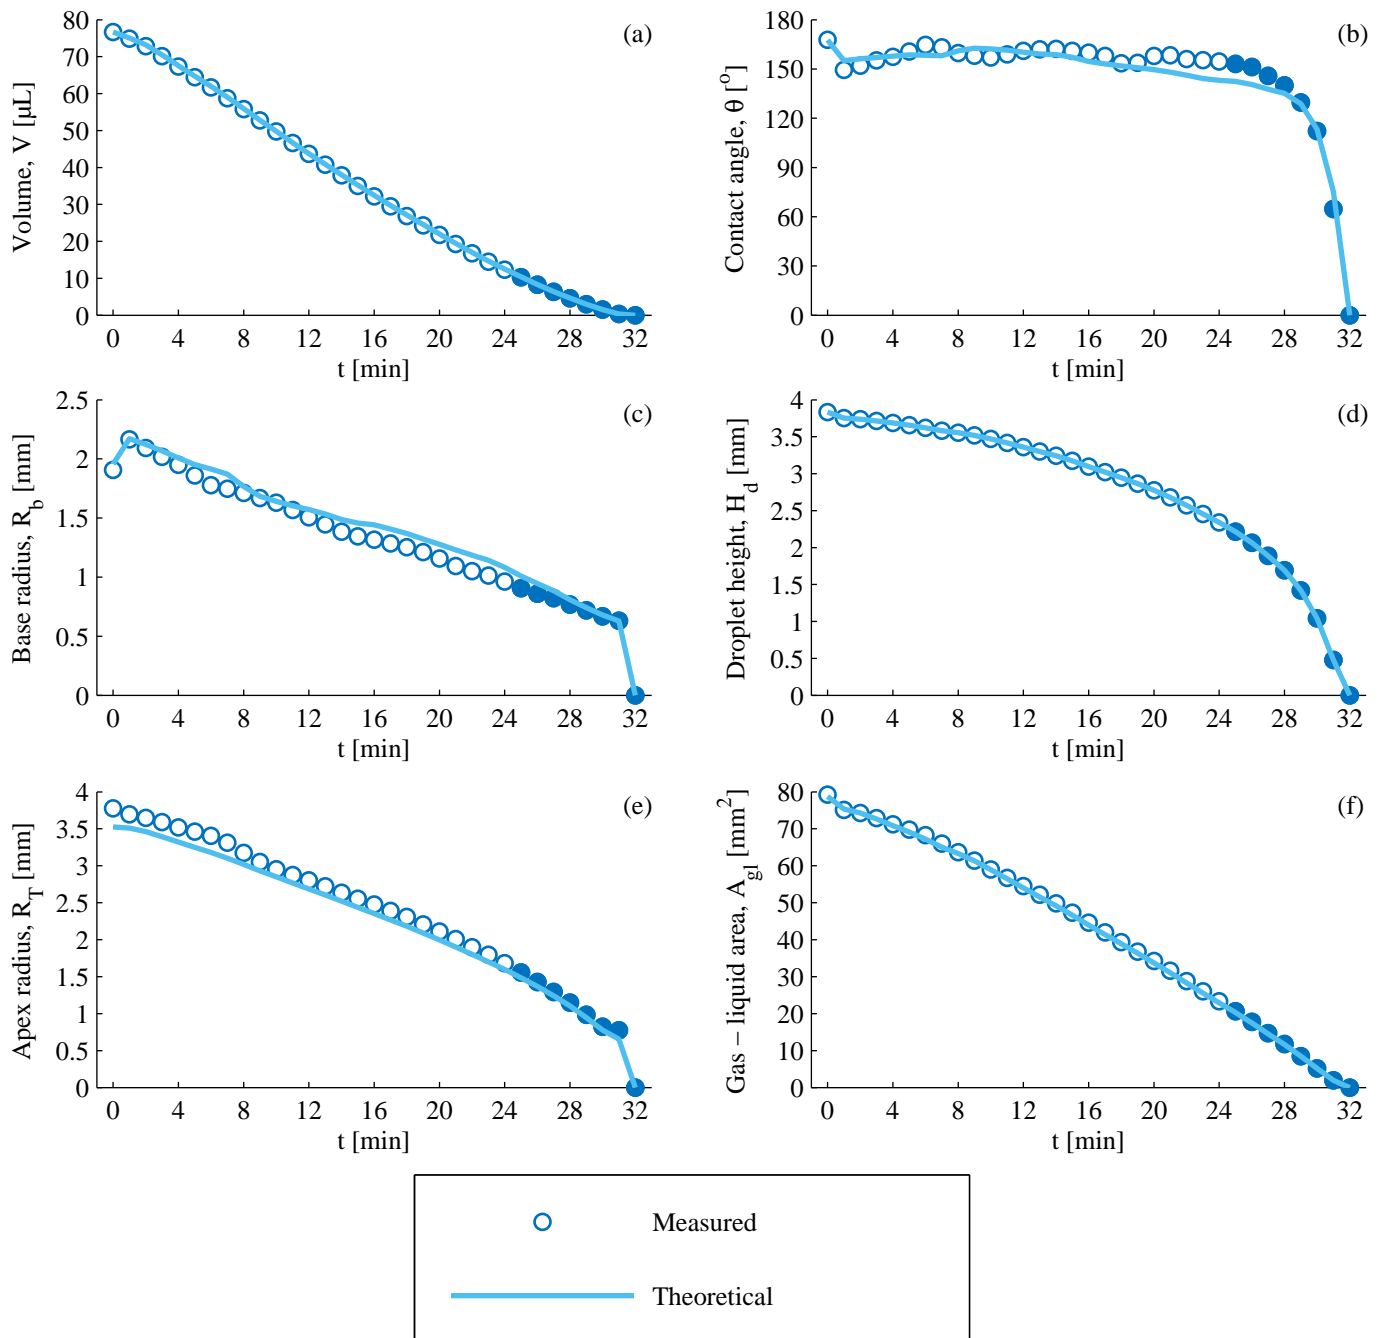 (a)
Volume, V [μL]
80
70
60
50
40
30
20
10
0
0 4 8 12 16 20 24 28 32
t [min]
(b)
Contact angle, θ [°]
180
150
120
90
60
30
0
0 4 8 12 16 20 24 28 32
t [min]
(c)
Base radius, R_b [mm]
2.5
2
1.5
1
0.5
0
0 4 8 12 16 20 24 28 32
t [min]
(d)
Droplet height, H_d [mm]
4
3.5
3
2.5
2
1.5
1
0.5
0
0 4 8 12 16 20 24 28 32
t [min]
(e)
Apex radius, R_T [mm]
4
3.5
3
2.5
2
1.5
1
0.5
0
0 4 8 12 16 20 24 28 32
t [min]
(f)
Gas – liquid area, A_gl [mm²]
80
70
60
50
40
30
20
10
0
0 4 8 12 16 20 24 28 32
t [min]
Measured
Theoretical